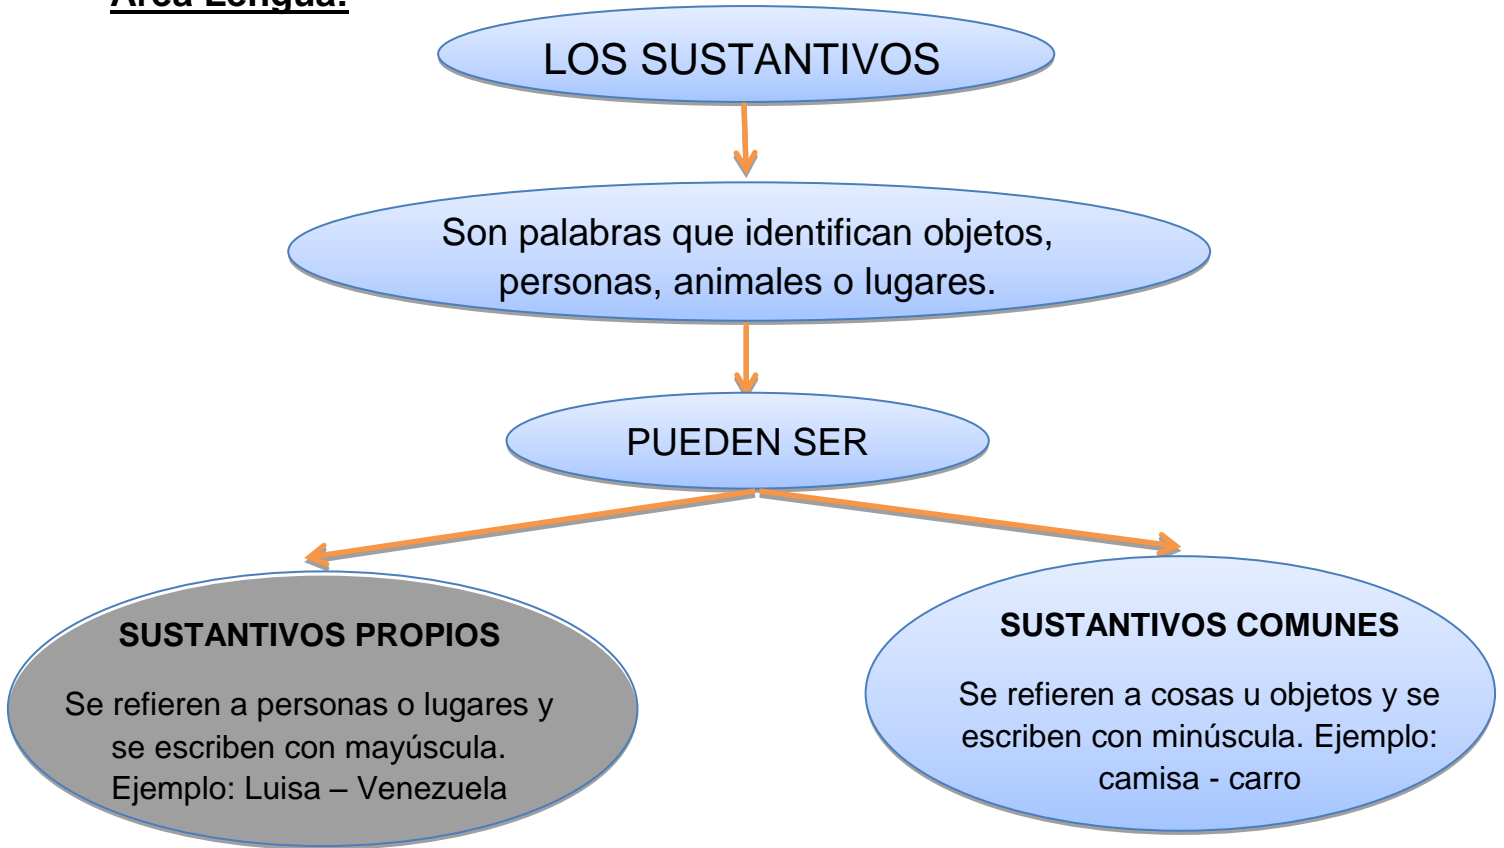 Área Lengua:
LOS SUSTANTIVOS
Son palabras que identifican objetos,
personas, animales o lugares.
PUEDEN SER
SUSTANTIVOS PROPIOS
Se refieren a personas o lugares y
se escriben con mayúscula.
Ejemplo: Luisa – Venezuela
SUSTANTIVOS COMUNES
Se refieren a cosas u objetos y se
escriben con minúscula. Ejemplo:
camisa - carro